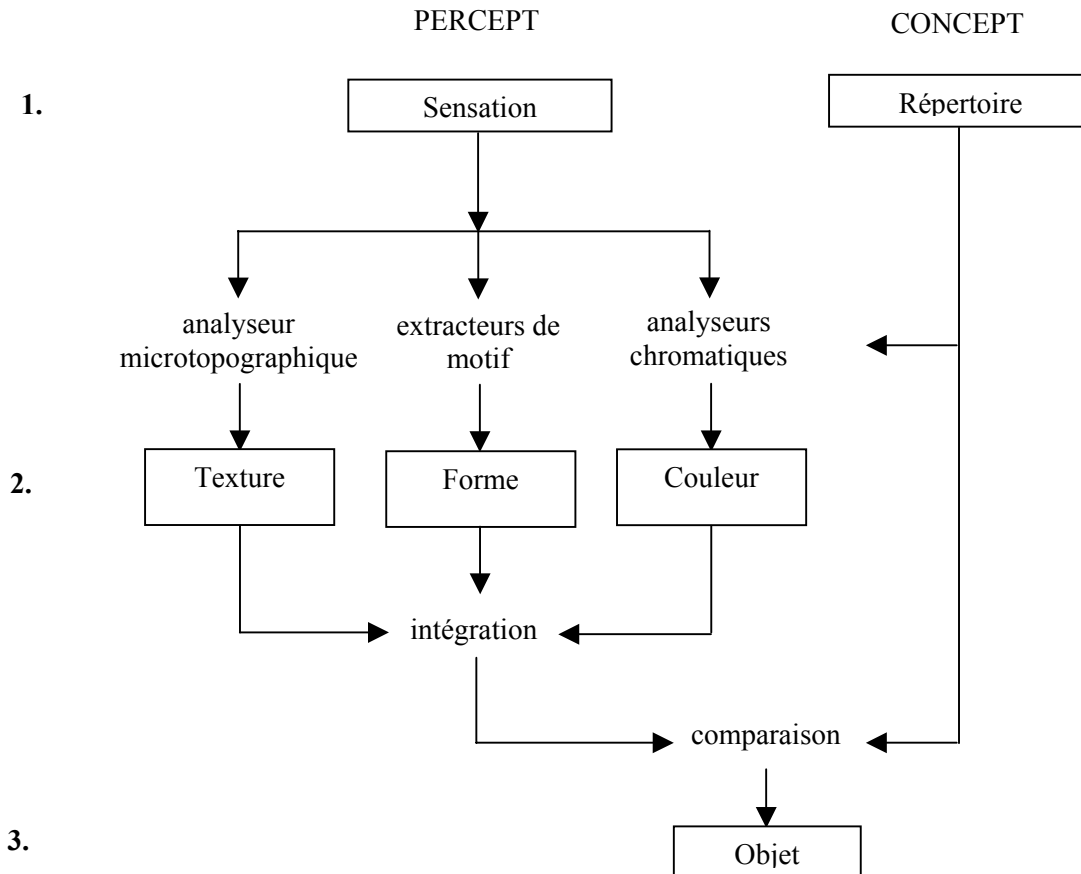 PERCEPT
CONCEPT
1.
Sensation
Répertoire
analyseur
microtopographique
extracteurs de
motif
analyseurs
chromatiques
2.
Texture
Forme
Couleur
intégration
comparaison
3.
Objet